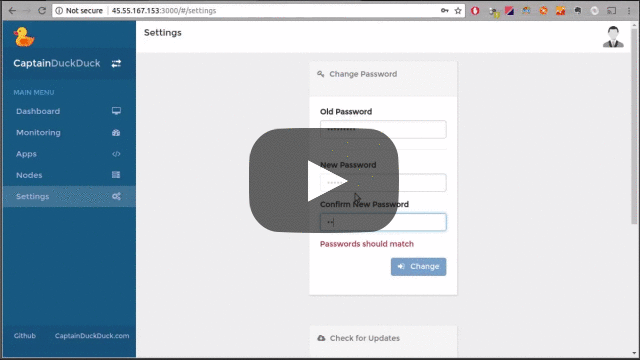 Not secure | 45.55.167.153:3000/#/settings
CaptainDuckDuck
Settings
MAIN MENU
Dashboard
Monitoring
Apps
Nodes
Settings
Change Password
Old Password
New Password
Confirm New Password
Passwords should match
Change
Check for Updates
Github CaptainDuckDuck.com